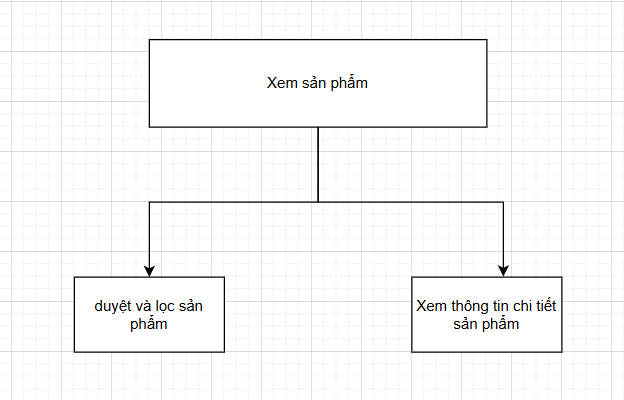 Xem sản phẩm
duyệt và lọc sản
phẩm
Xem thông tin chi tiết
sản phẩm